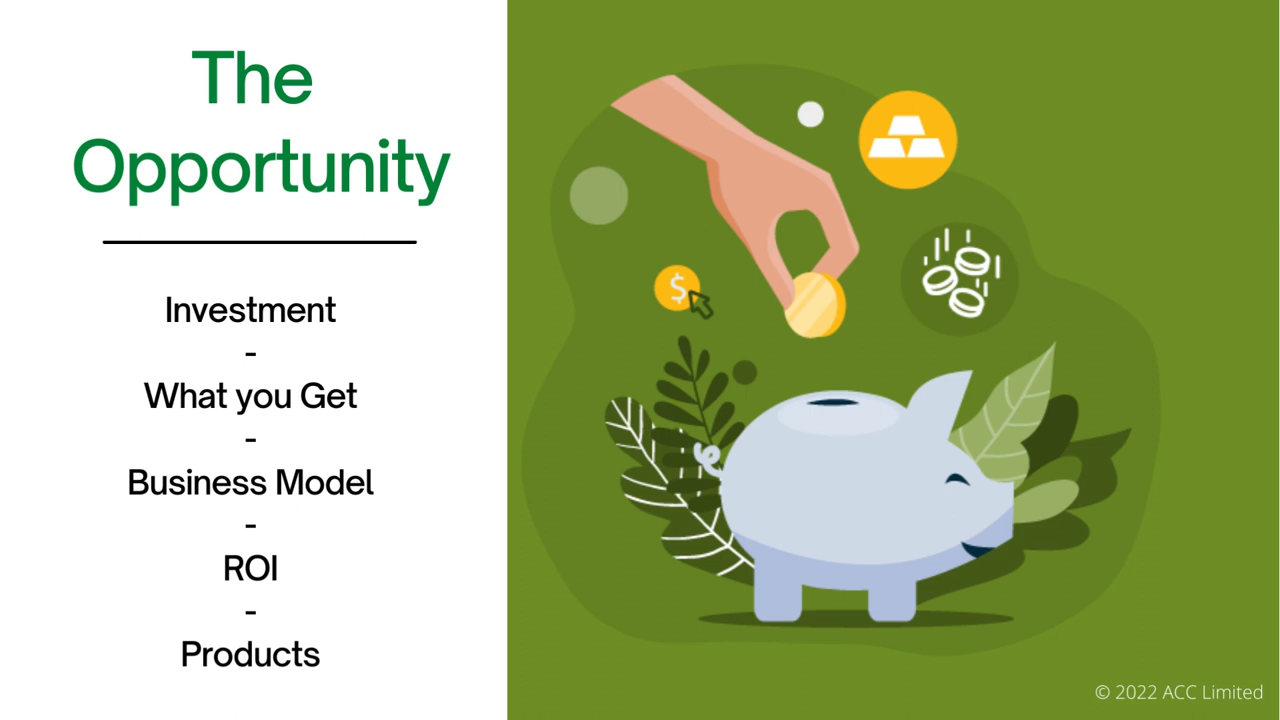 The
Opportunity
Investment
-
What you Get
-
Business Model
-
ROI
-
Products
$
© 2022 ACC Limited